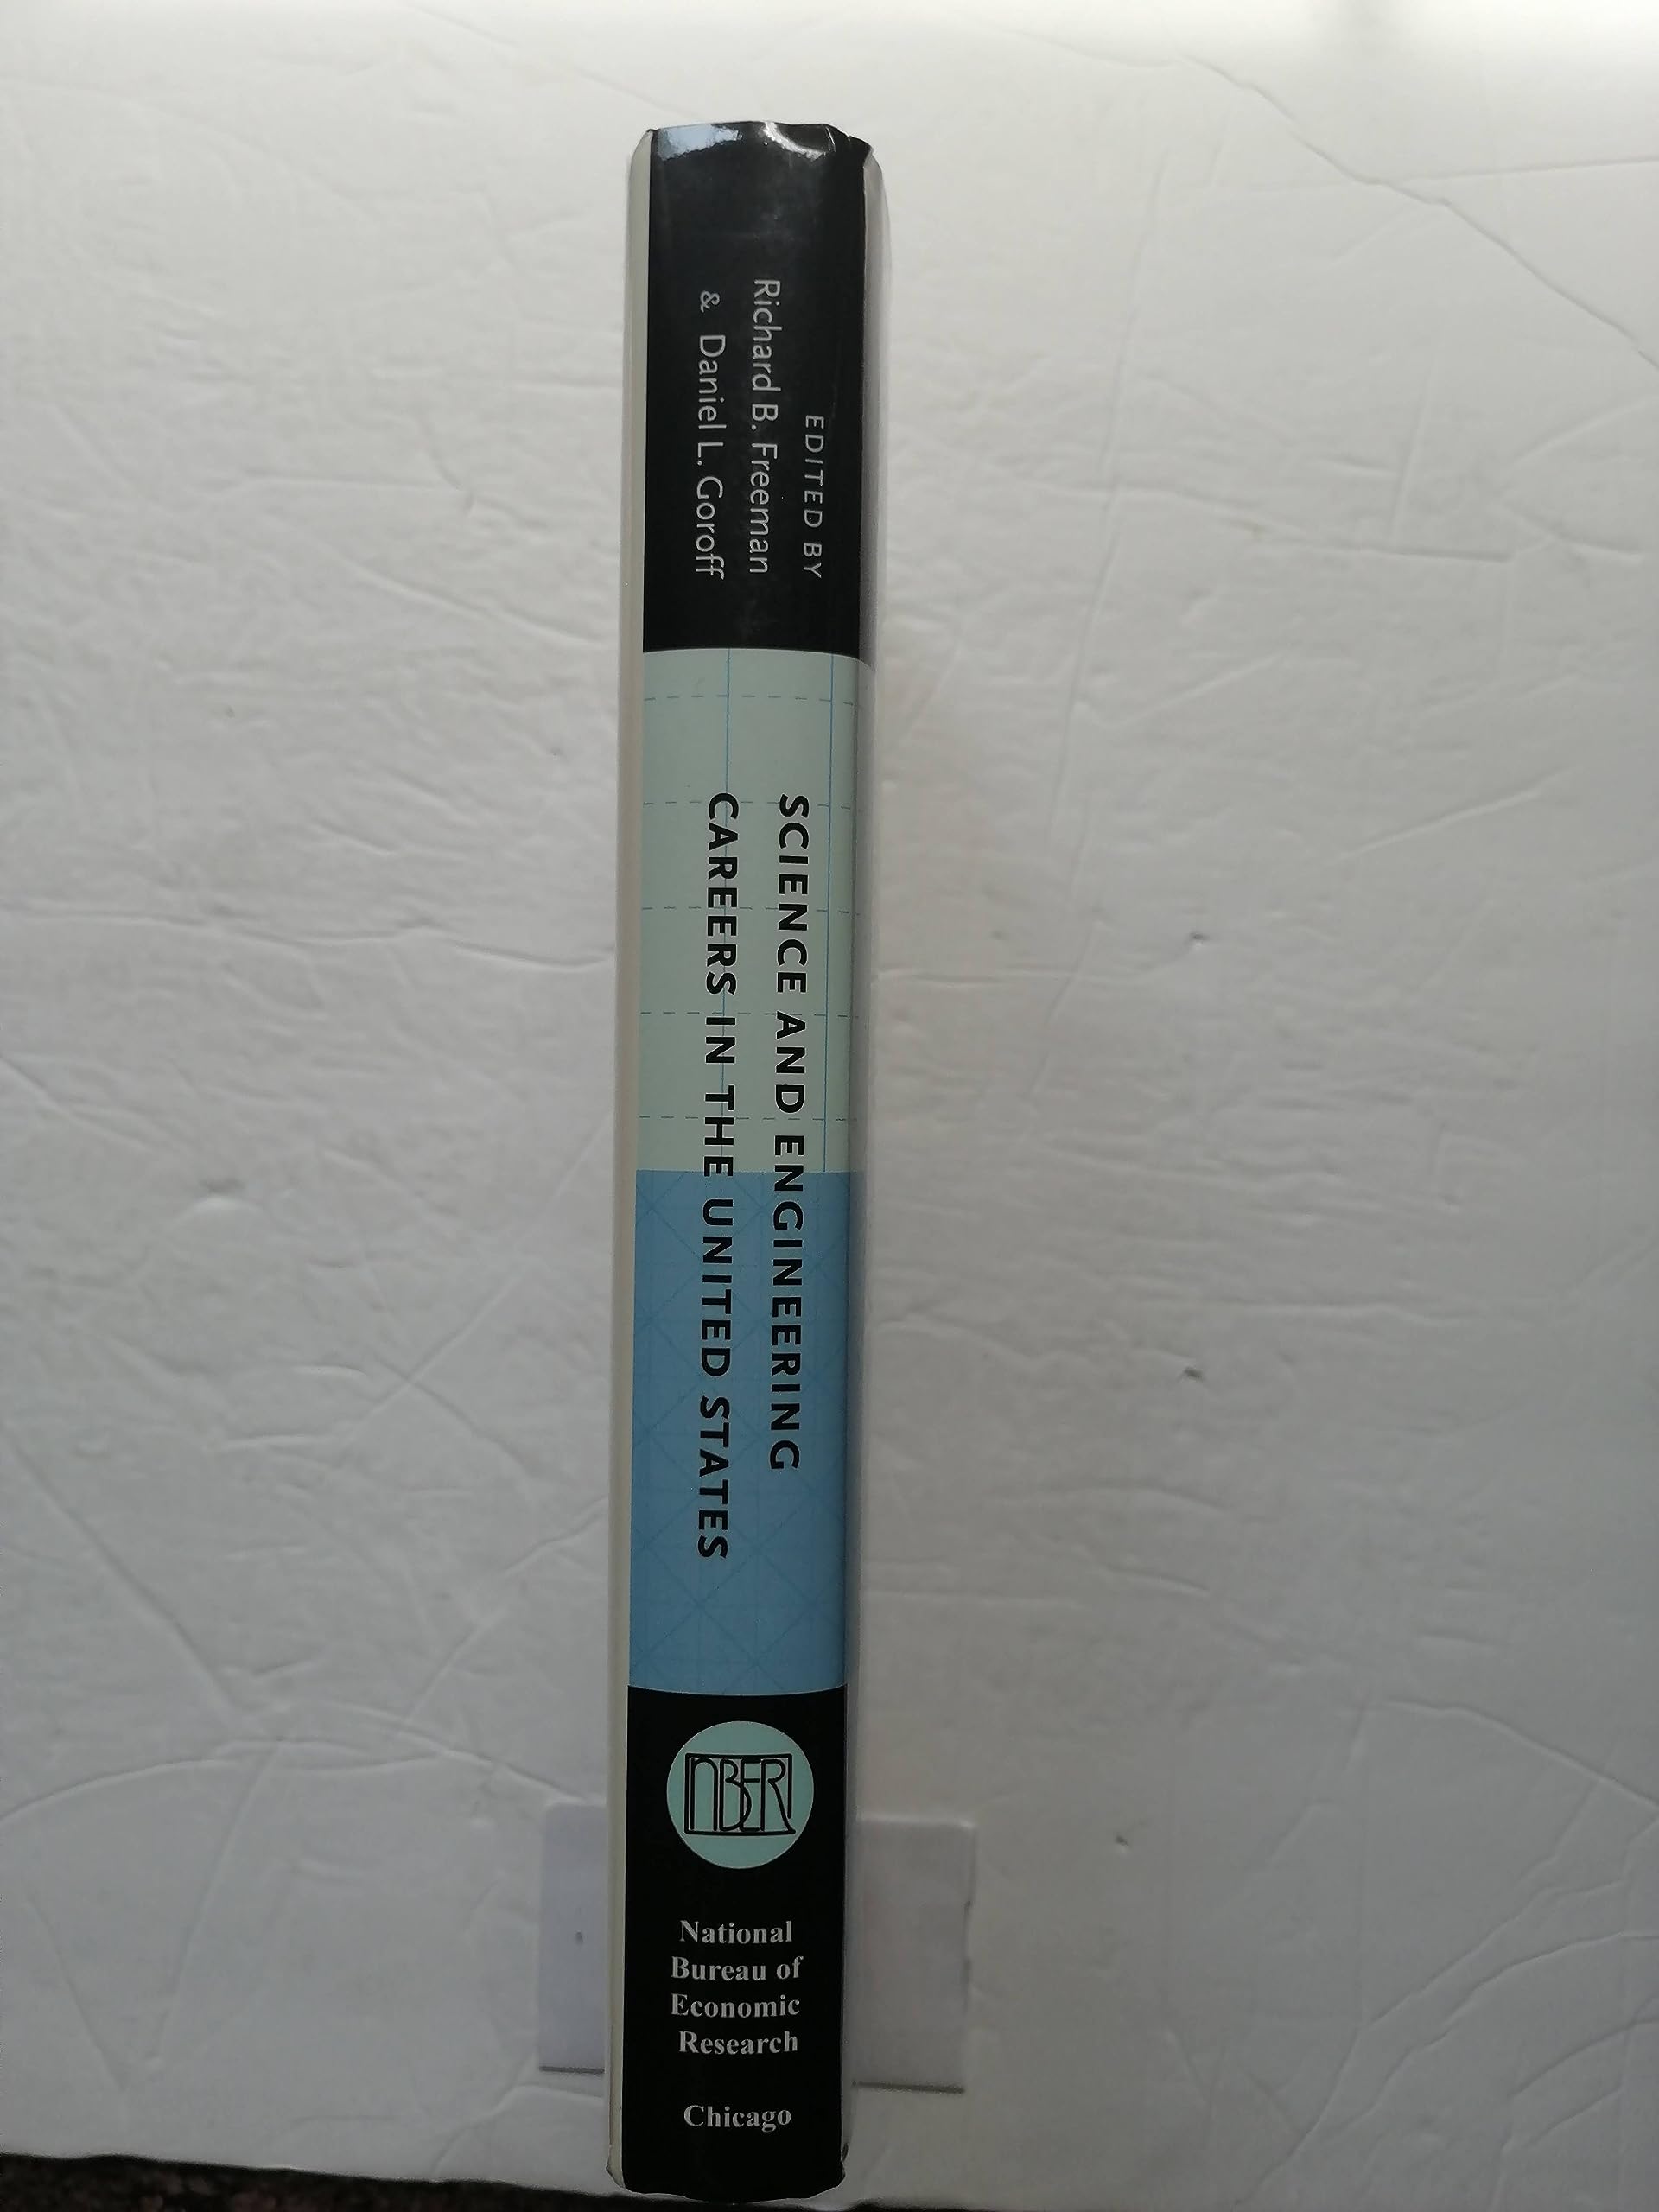 EDITED BY
Richard B. Freeman
& Daniel L. Goroff
SCIENCE AND ENGINEERING
CAREERS IN THE UNITED STATES
NBER
National
Bureau of
Economic
Research
Chicago